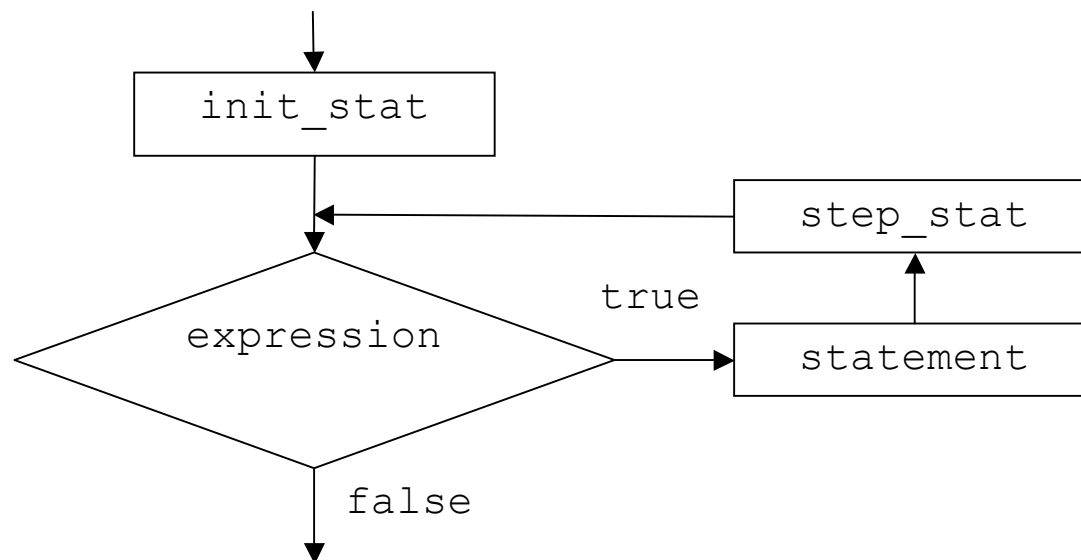 init_stat
step_stat
true
expression
statement
false